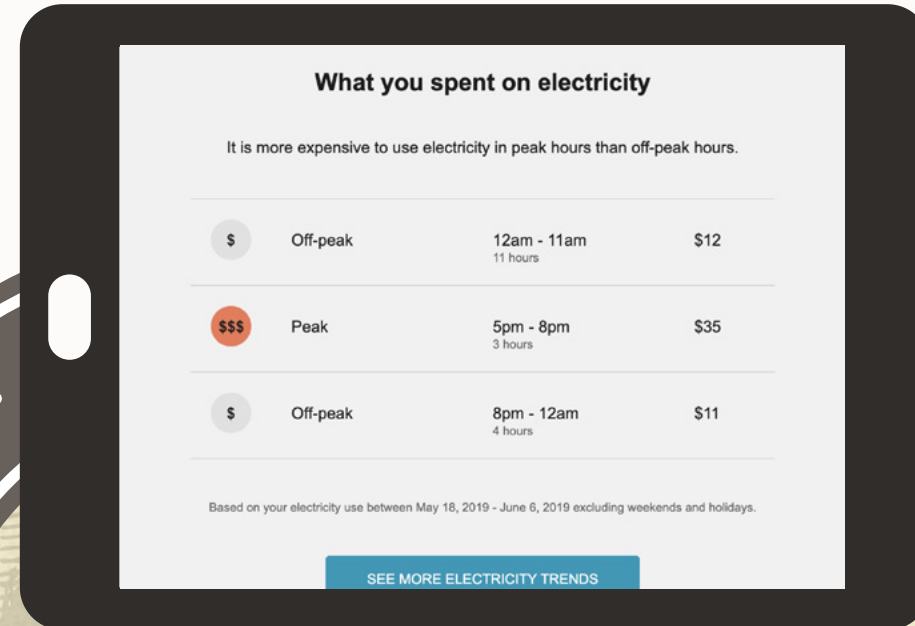 What you spent on electricity
It is more expensive to use electricity in peak hours than off-peak hours.
$ Off-peak 12am - 11am $12
11 hours
$$$ Peak 5pm - 8pm $35
3 hours
$ Off-peak 8pm - 12am $11
4 hours
Based on your electricity use between May 18, 2019 - June 6, 2019 excluding weekends and holidays.
SEE MORE ELECTRICITY TRENDS